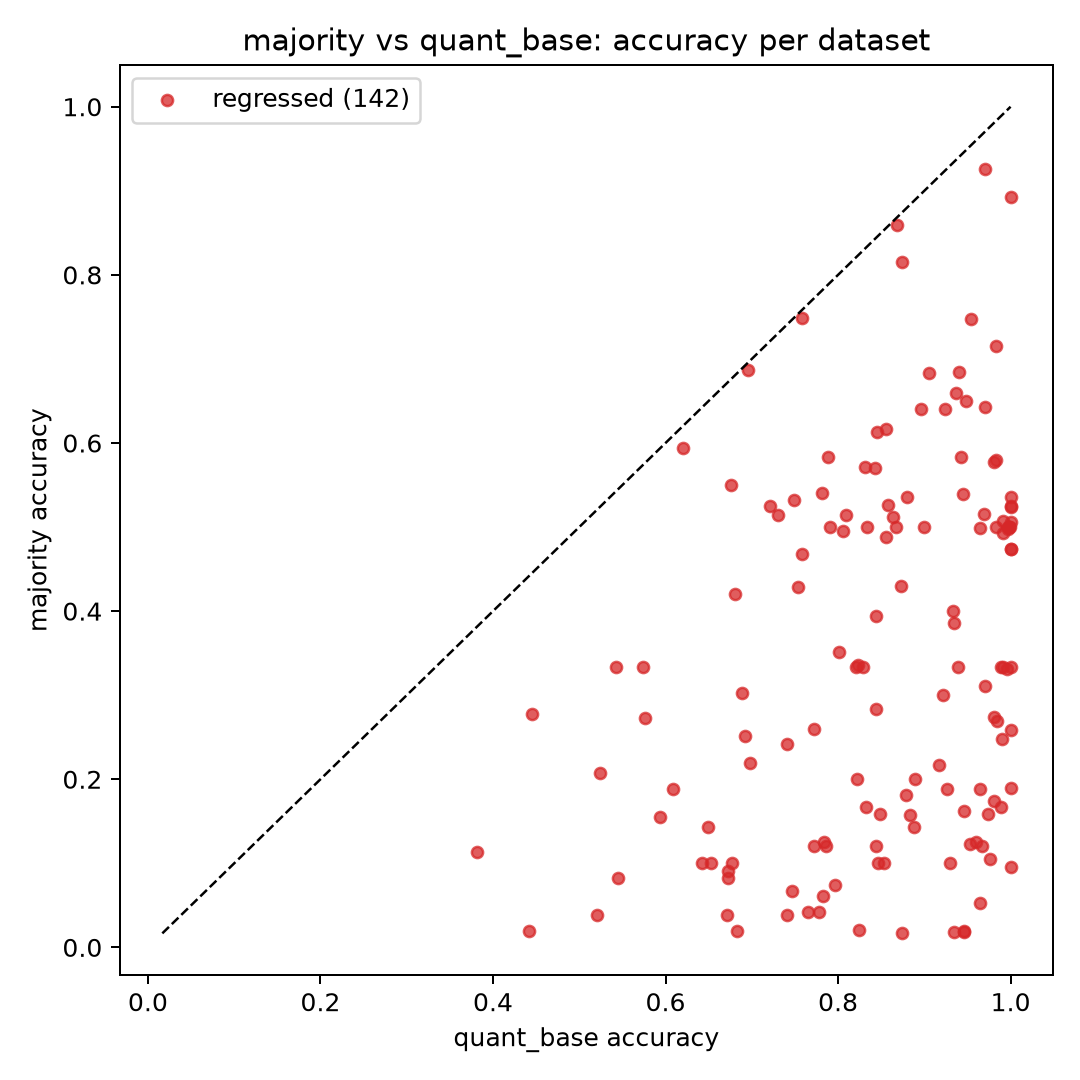 majority vs quant_base: accuracy per dataset
regressed (142)
1.0
0.8
0.6
0.4
0.2
0.0
majority accuracy
0.0 0.2 0.4 0.6 0.8 1.0
quant_base accuracy